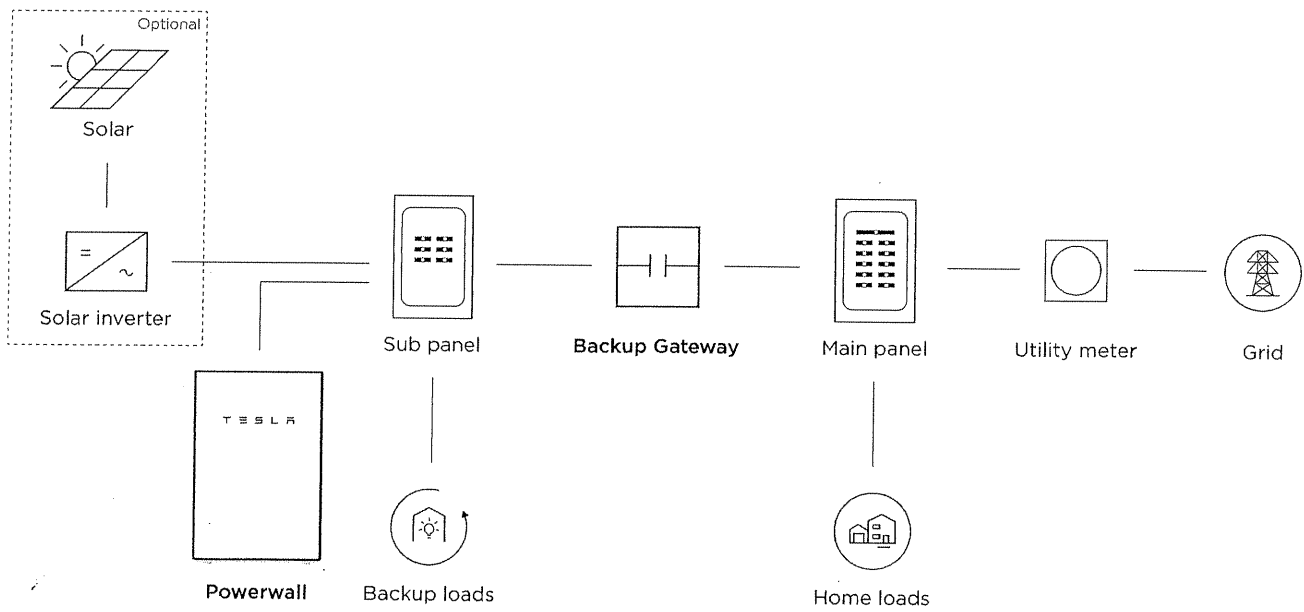 Optional
Solar
Solar inverter
TESLA
Powerwall
Sub panel
Backup loads
Backup Gateway
Main panel
Home loads
Utility meter
Grid